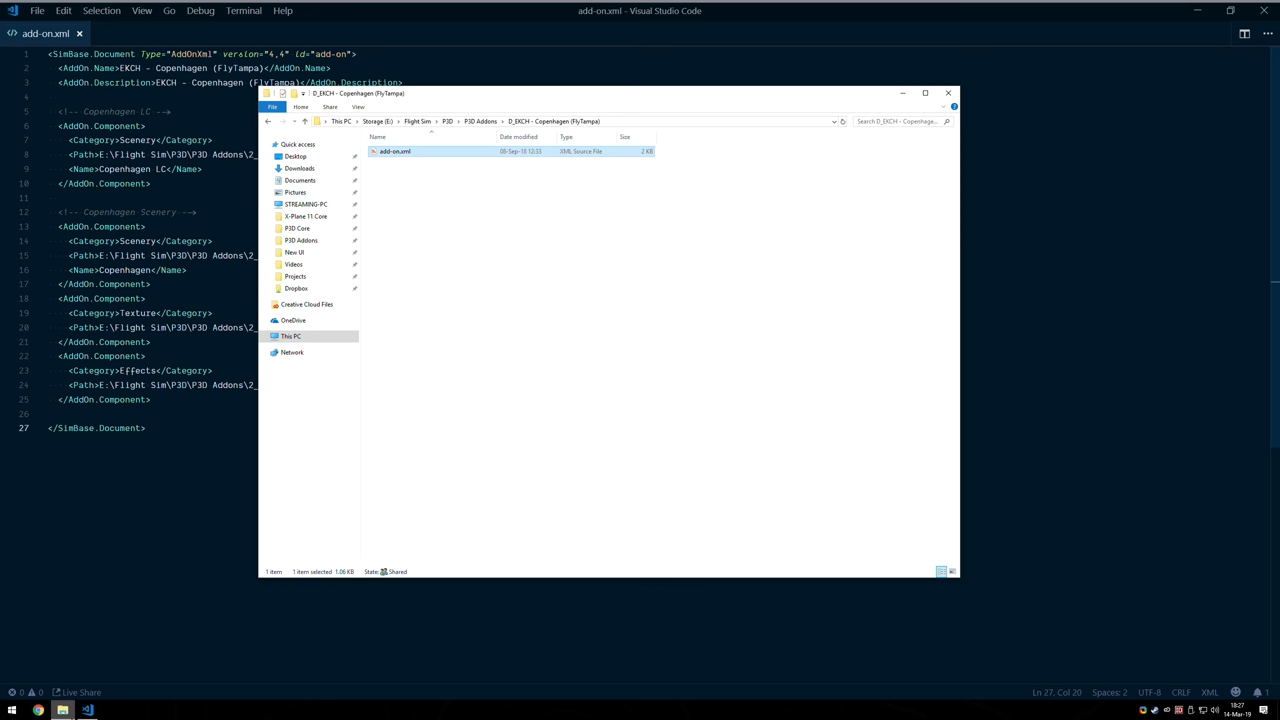 File Edit Selection View Go Debug Terminal Help
add-on.xml - Visual Studio Code
add-on.xml
1 <SimBase.Document Type="AddOnXml" version="4,4" id="add-on">
2 <AddOn.Name>EKCH - Copenhagen (FlyTampa)</AddOn.Name>
3 <AddOn.Description>EKCH - Copenhagen (FlyTampa)</AddOn.Description>
4
5 <!-- Copenhagen LC -->
6 <AddOn.Component>
7 <Category>Scenery</Category>
8 <Path>E:\Flight Sim\P3D\P3D Addons\2_
9 <Name>Copenhagen LC</Name>
10 </AddOn.Component>
11
12 <!-- Copenhagen Scenery -->
13 <AddOn.Component>
14 <Category>Scenery</Category>
15 <Path>E:\Flight Sim\P3D\P3D Addons\2_
16 <Name>Copenhagen</Name>
17 </AddOn.Component>
18 <AddOn.Component>
19 <Category>Texture</Category>
20 <Path>E:\Flight Sim\P3D\P3D Addons\2_
21 </AddOn.Component>
22 <AddOn.Component>
23 <Category>Effects</Category>
24 <Path>E:\Flight Sim\P3D\P3D Addons\2_
25 </AddOn.Component>
26
27 </SimBase.Document>
D_EKCH - Copenhagen (FlyTampa)
File Home Share View
This PC Storage (E:) Flight Sim P3D P3D Addons D_EKCH - Copenhagen (FlyTampa)
Search D_EKCH - Copenhage...
Name Date modified Type Size
add-on.xml 08-Sep-18 12:33 XML Source File 2 KB
Quick access
Desktop
Downloads
Documents
Pictures
STREAMING-PC
X-Plane 11 Core
P3D Core
P3D Addons
New UI
Videos
Projects
Dropbox
Creative Cloud Files
OneDrive
This PC
Network
1 item 1 item selected 1.06 KB State: Shared
0 0 Live Share
Ln 27, Col 20 Spaces: 2 UTF-8 CRLF XML 1
18:27
14-Mar-19